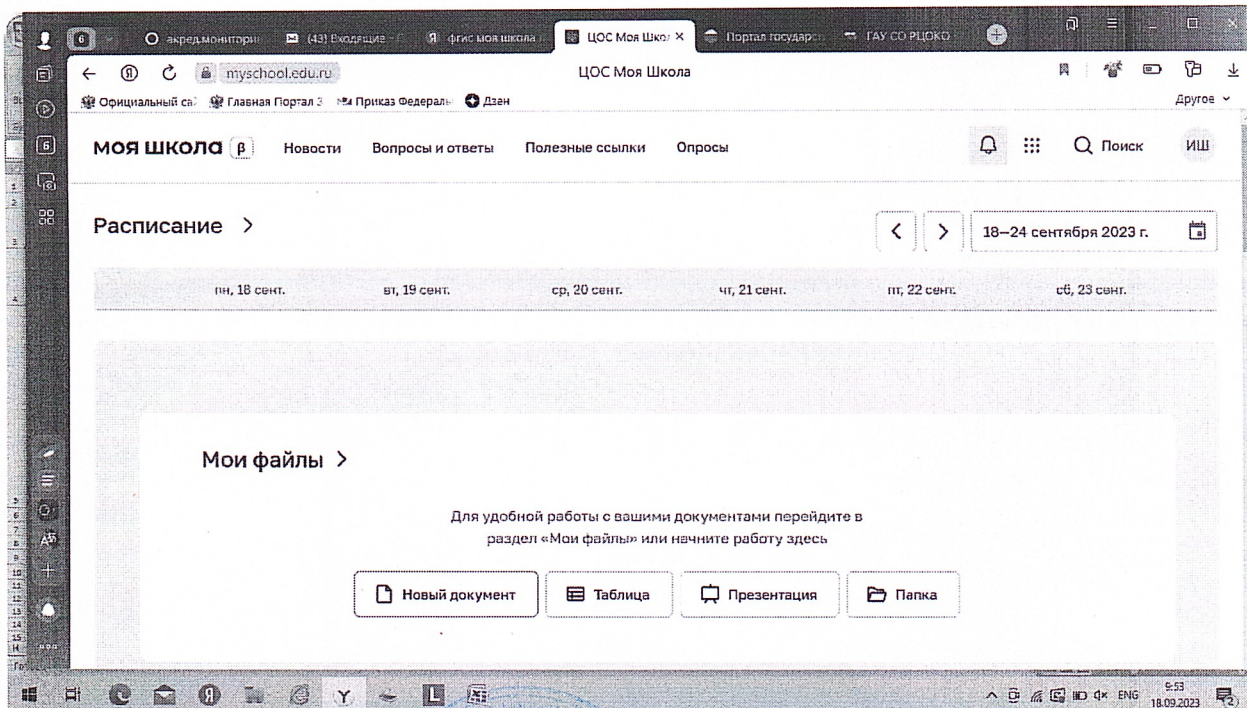 6 акред.мониторин (43) Входящие – Г фгис моя школа ЦОС Моя Шко. Портал государс ГАУ СО РЦОКО
myschool.edu.ru ЦОС Моя Школа
Официальный са Главная Портал Приказ Федераль Дзен Другое
6
моя школа β Новости Вопросы и ответы Полезные ссылки Опросы Поиск ИШ
Расписание > 18–24 сентября 2023 г.
пн, 18 сент. вт, 19 сент. ср, 20 сент. чт, 21 сент. пт, 22 сент. сб, 23 сент.
Мои файлы >
Для удобной работы с вашими документами перейдите в
раздел «Мои файлы» или начните работу здесь
Новый документ Таблица Презентация Папка
ENG 9:53
18.09.2023